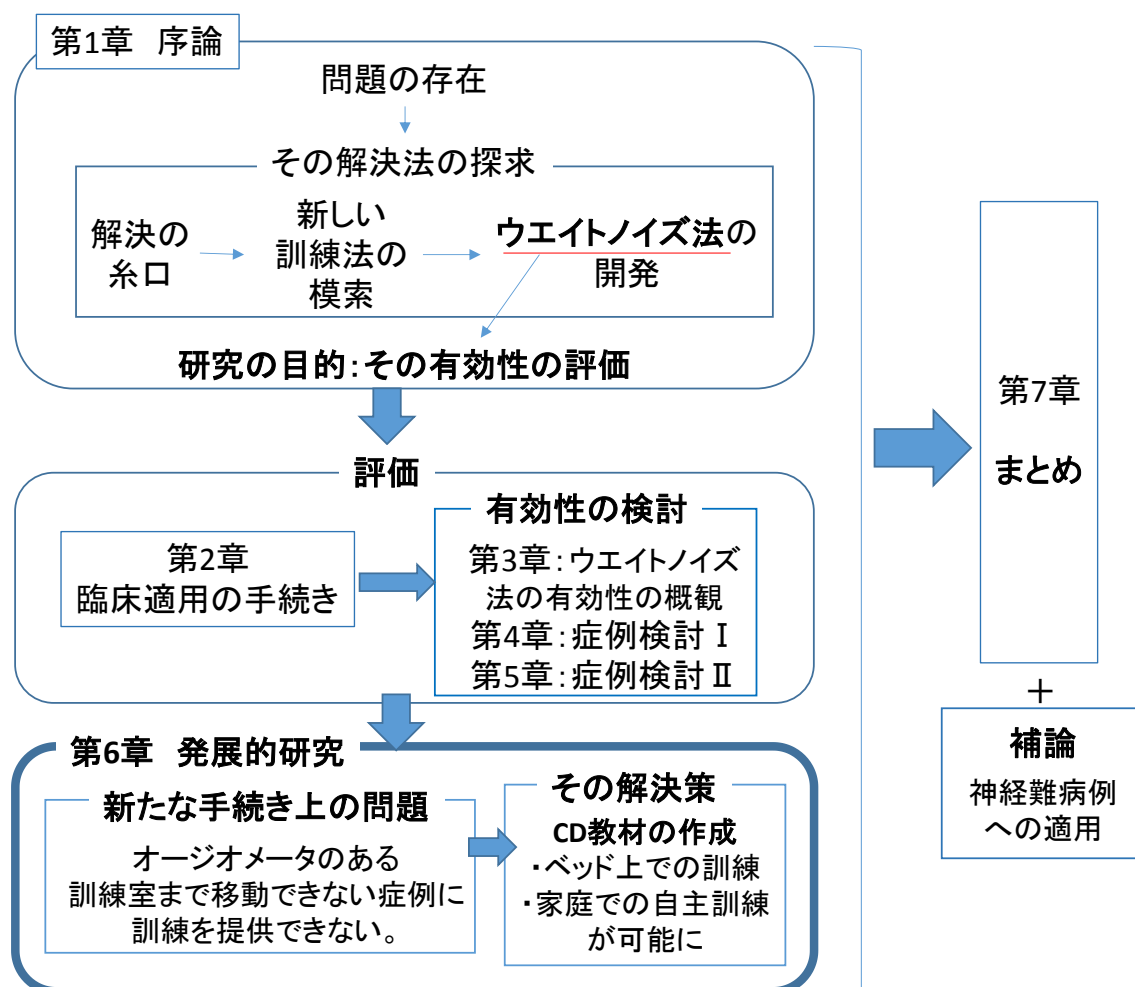 第1章 序論
問題の存在
その解決法の探求
解決の
糸口
新しい
訓練法の
模索
ウエイトノイズ法の
開発
研究の目的:その有効性の評価
評価
第2章
臨床適用の手続き
有効性の検討
第3章:ウエイトノイズ
法の有効性の概観
第4章:症例検討Ⅰ
第5章:症例検討Ⅱ
第6章 発展的研究
新たな手続き上の問題
オージオメータのある
訓練室まで移動できない症例に
訓練を提供できない。
その解決策
CD教材の作成
・ベッド上での訓練
・家庭での自主訓練
が可能に
第7章
まとめ
+
補論
神経難病例
への適用